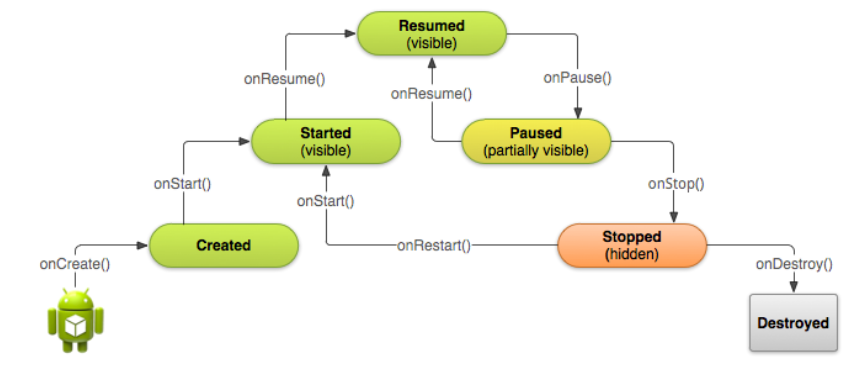 Resumed
(visible)
onResume()
onPause()
onResume()
Started
(visible)
Paused
(partially visible)
onStart()
onStop()
onStart()
Created
onRestart()
Stopped
(hidden)
onCreate()
onDestroy()
Destroyed